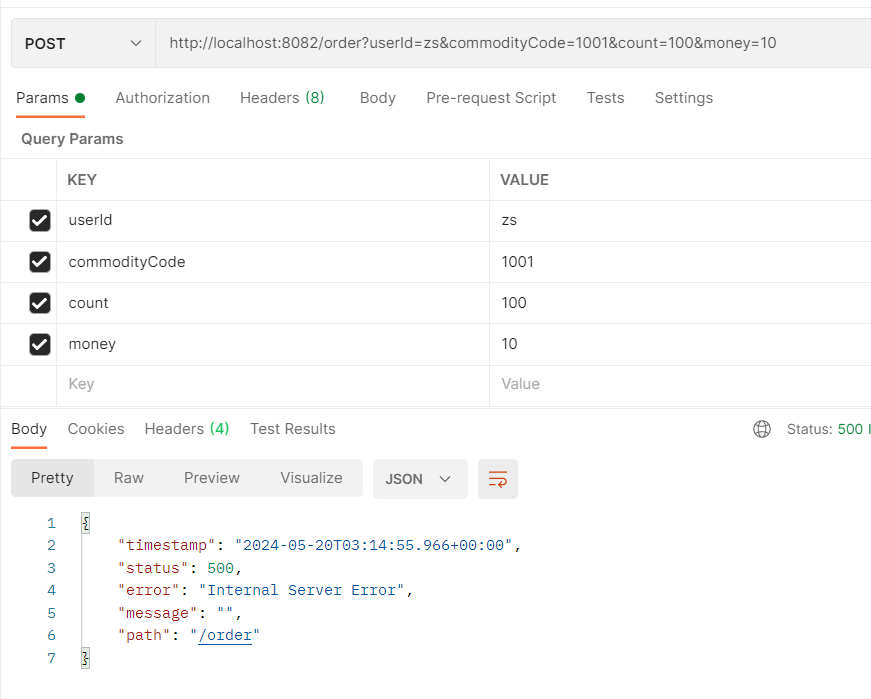 POST http://localhost:8082/order?userId=zs&commodityCode=1001&count=100&money=10
Params Authorization Headers (8) Body Pre-request Script Tests Settings
Query Params
KEY VALUE
userId zs
commodityCode 1001
count 100
money 10
Key Value
Body Cookies Headers (4) Test Results Status: 500
Pretty Raw Preview Visualize JSON
1 {
2 "timestamp": "2024-05-20T03:14:55.966+00:00",
3 "status": 500,
4 "error": "Internal Server Error",
5 "message": "",
6 "path": "/order"
7 }